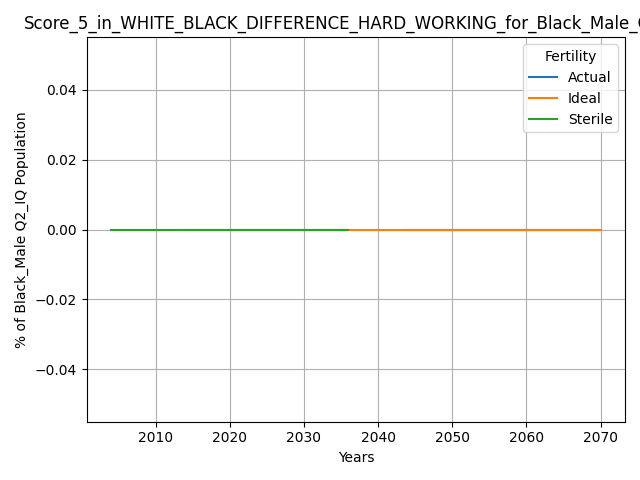 Score_5_in_WHITE_BLACK_DIFFERENCE_HARD_WORKING_for_Black_Male_
Fertility
Actual
Ideal
Sterile
% of Black_Male Q2_IQ Population
0.04
0.02
0.00
−0.02
−0.04
2010 2020 2030 2040 2050 2060 2070
Years